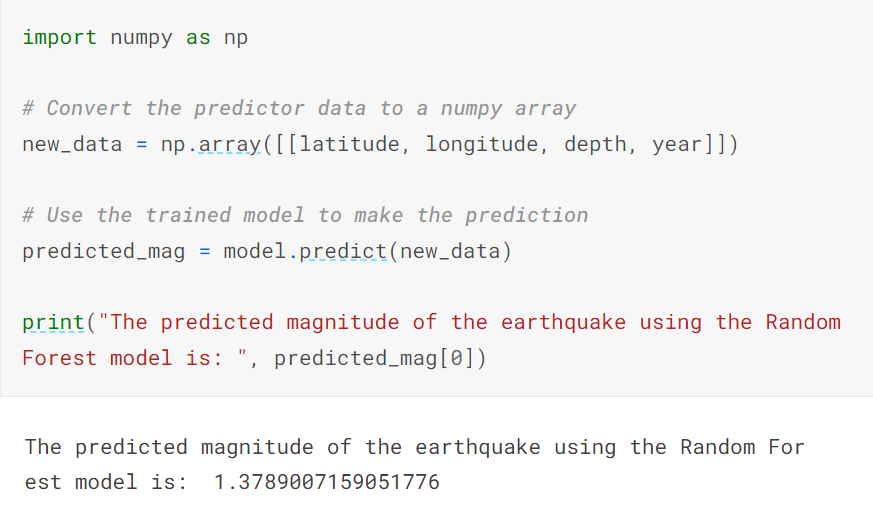 import numpy as np
# Convert the predictor data to a numpy array
new_data = np.array([[latitude, longitude, depth, year]])
# Use the trained model to make the prediction
predicted_mag = model.predict(new_data)
print("The predicted magnitude of the earthquake using the Random
Forest model is: ", predicted_mag[0])
The predicted magnitude of the earthquake using the Random For
est model is:  1.3789007159051776